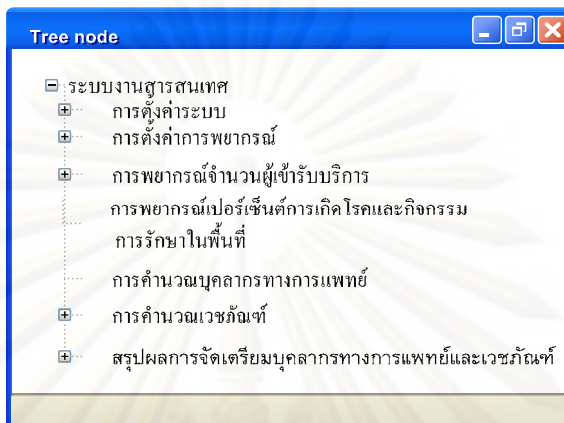 Tree node
ระบบงานสารสนเทศ
การตั้งค่าระบบ
การตั้งค่าการพยากรณ์
การพยากรณ์จำนวนผู้เข้ารับบริการ
การพยากรณ์เปอร์เซ็นต์การเกิดโรคและกิจกรรม
การรักษาในพื้นที่
การคำนวณบุคลากรทางการแพทย์
การคำนวณเวชภัณฑ์
สรุปผลการจัดเตรียมบุคลากรทางการแพทย์และเวชภัณฑ์